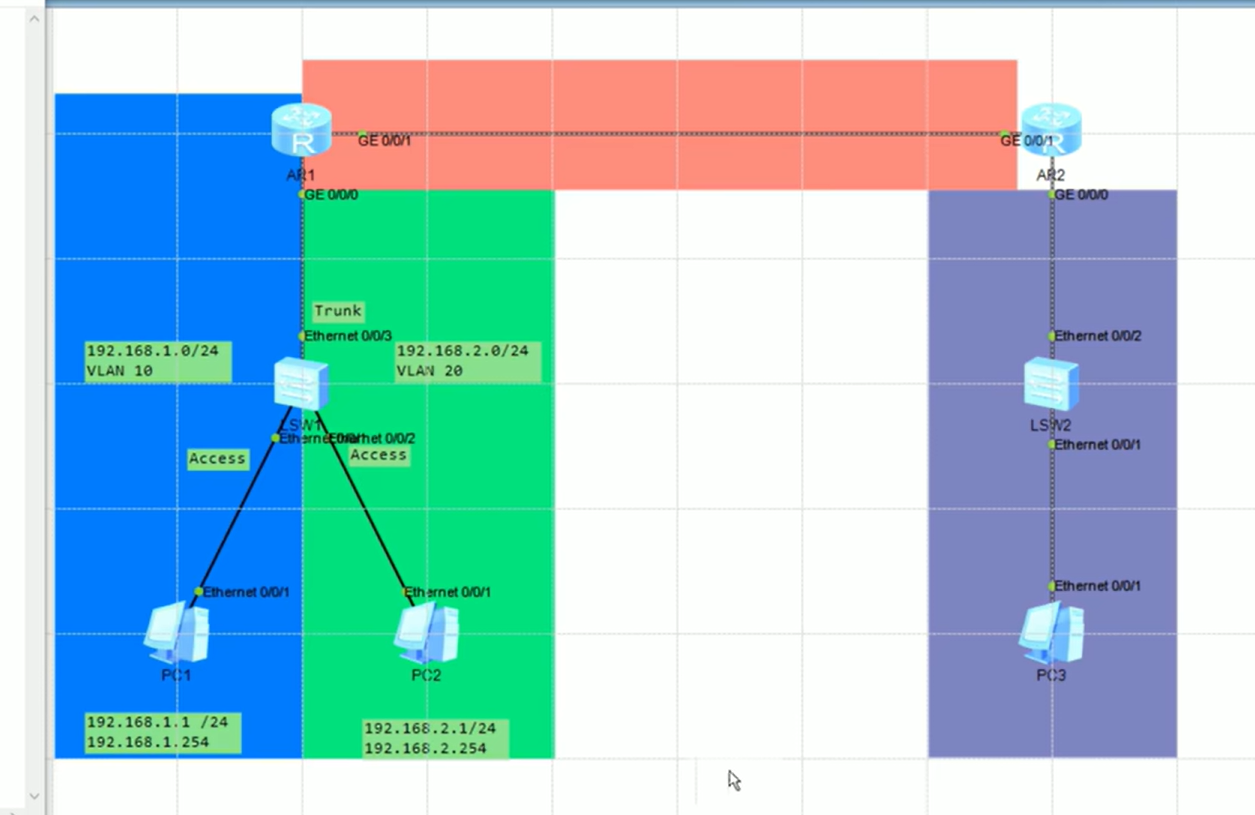 GE 0/0/1
GE 0/0/1
R
R
AR1
AR2
GE 0/0/0
GE 0/0/0
Trunk
Ethernet 0/0/3
Ethernet 0/0/2
192.168.1.0/24
VLAN 10
192.168.2.0/24
VLAN 20
LSW1
LSW2
Ethernet 0/0/1
Ethernet 0/0/2
Ethernet 0/0/1
Access
Access
Ethernet 0/0/1
Ethernet 0/0/1
Ethernet 0/0/1
PC1
PC2
PC3
192.168.1.1 /24
192.168.1.254
192.168.2.1/24
192.168.2.254